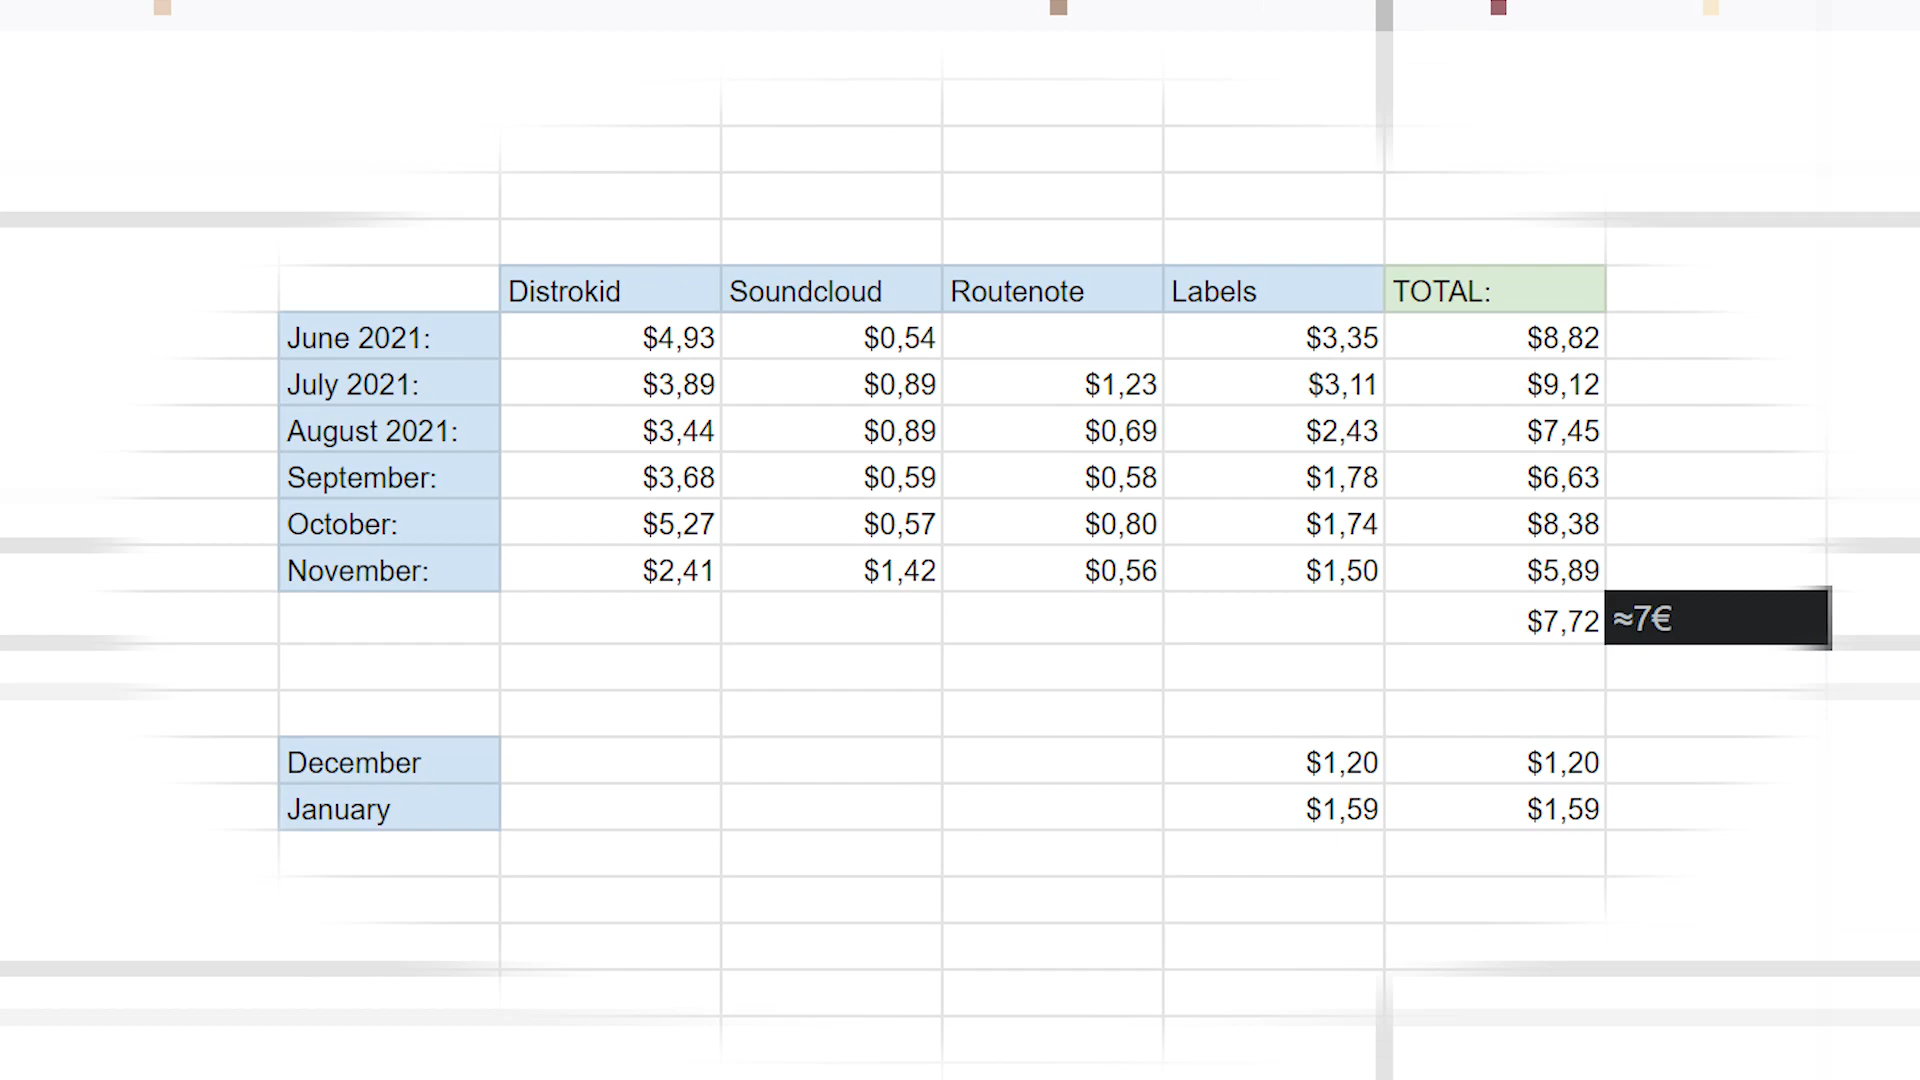 Distrokid Soundcloud Routenote Labels TOTAL:
June 2021: $4,93 $0,54 $3,35 $8,82
July 2021: $3,89 $0,89 $1,23 $3,11 $9,12
August 2021: $3,44 $0,89 $0,69 $2,43 $7,45
September: $3,68 $0,59 $0,58 $1,78 $6,63
October: $5,27 $0,57 $0,80 $1,74 $8,38
November: $2,41 $1,42 $0,56 $1,50 $5,89
$7,72 ≈7€
December $1,20 $1,20
January $1,59 $1,59